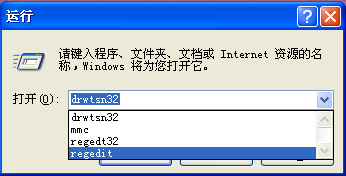 运行
请键入程序、文件夹、文档或 Internet 资源的名
称，Windows 将为您打开它。
打开(O): drwtsn32
drwtsn32
mmc
regedt32
regedit